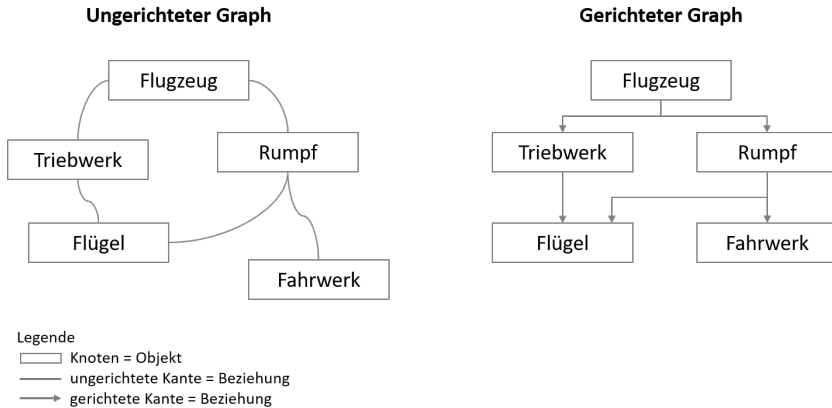 Ungerichteter Graph
Flugzeug
Triebwerk
Rumpf
Flügel
Fahrwerk
Gerichteter Graph
Flugzeug
Triebwerk
Rumpf
Flügel
Fahrwerk
Legende
Knoten = Objekt
ungerichtete Kante = Beziehung
gerichtete Kante = Beziehung